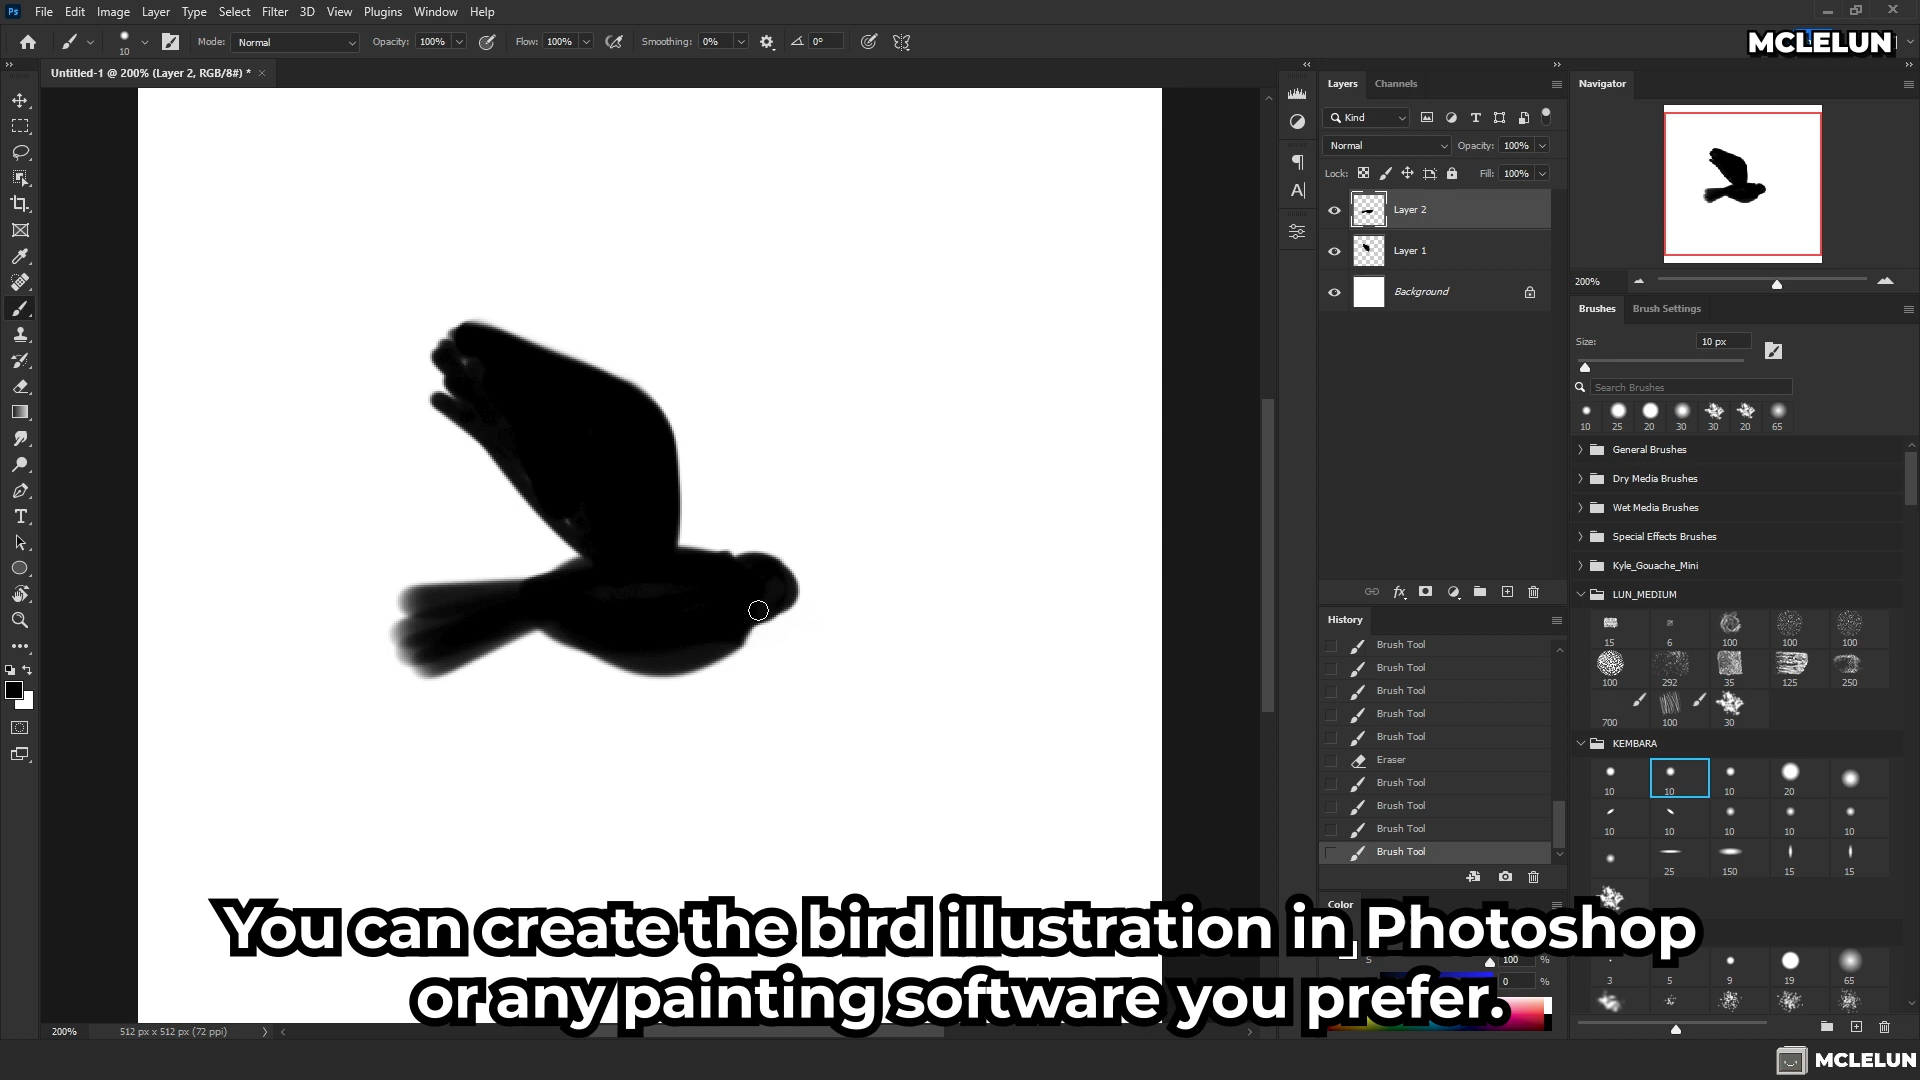 Ps File Edit Image Layer Type Select Filter 3D View Plugins Window Help
10 Mode: Normal Opacity: 100% Flow: 100% Smoothing: 0% 0°
MCLELUN
Untitled-1 @ 200% (Layer 2, RGB/8#) *
Layers Channels
Kind
Normal Opacity: 100%
Lock: Fill: 100%
Layer 2
Layer 1
Background
History
Brush Tool
Brush Tool
Brush Tool
Brush Tool
Brush Tool
Eraser
Brush Tool
Brush Tool
Brush Tool
Brush Tool
Color
S 100 %
0 %
Navigator
200%
Brushes Brush Settings
Size: 10 px
Search Brushes
10 25 20 30 30 20 65
General Brushes
Dry Media Brushes
Wet Media Brushes
Special Effects Brushes
Kyle_Gouache_Mini
LUN_MEDIUM
15 6 100 100 100
100 292 35 125 250
700 100 30
KEMBARA
10 10 10 20
10 10 10 10 10
25 150 15 15
3 5 9 19 65
You can create the bird illustration in Photoshop
or any painting software you prefer.
200% 512 px x 512 px (72 ppi)
MCLELUN